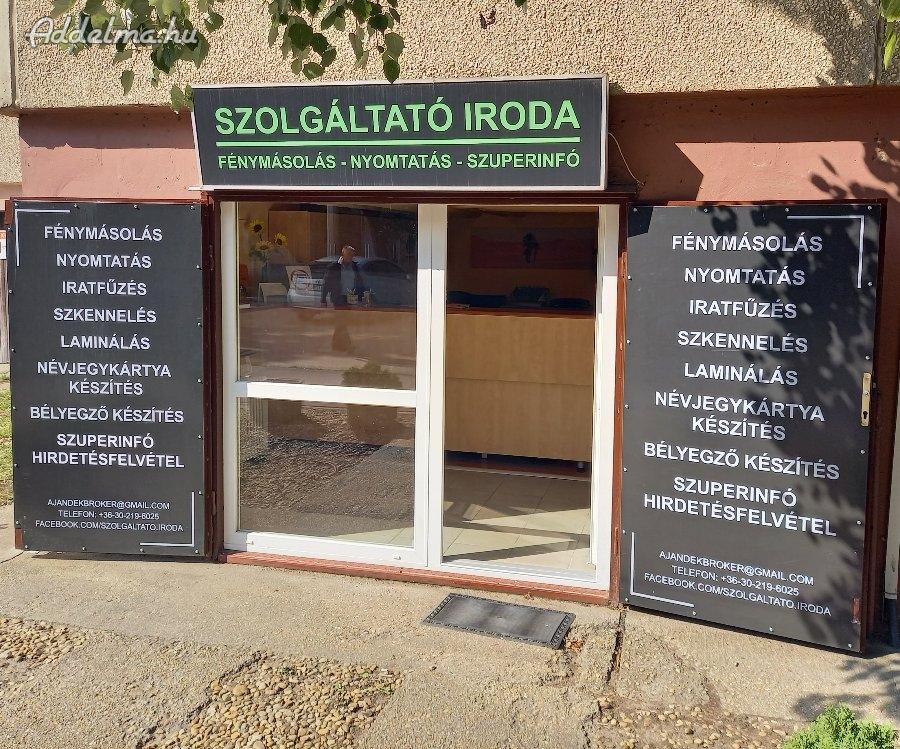 Addelma.hu
SZOLGÁLTATÓ IRODA
FÉNYMÁSOLÁS - NYOMTATÁS - SZUPERINFÓ
FÉNYMÁSOLÁS
NYOMTATÁS
IRATFŰZÉS
SZKENNELÉS
LAMINÁLÁS
NÉVJEGYKÁRTYA
KÉSZÍTÉS
BÉLYEGZŐ KÉSZÍTÉS
SZUPERINFÓ
HIRDETÉSFELVÉTEL
AJANDEKBROKER@GMAIL.COM
TELEFON: +36-30-219-6025
FACEBOOK.COM/SZOLGALTATO.IRODA
FÉNYMÁSOLÁS
NYOMTATÁS
IRATFŰZÉS
SZKENNELÉS
LAMINÁLÁS
NÉVJEGYKÁRTYA
KÉSZÍTÉS
BÉLYEGZŐ KÉSZÍTÉS
SZUPERINFÓ
HIRDETÉSFELVÉTEL
AJANDEKBROKER@GMAIL.COM
TELEFON: +36-30-219-6025
FACEBOOK.COM/SZOLGALTATO.IRODA